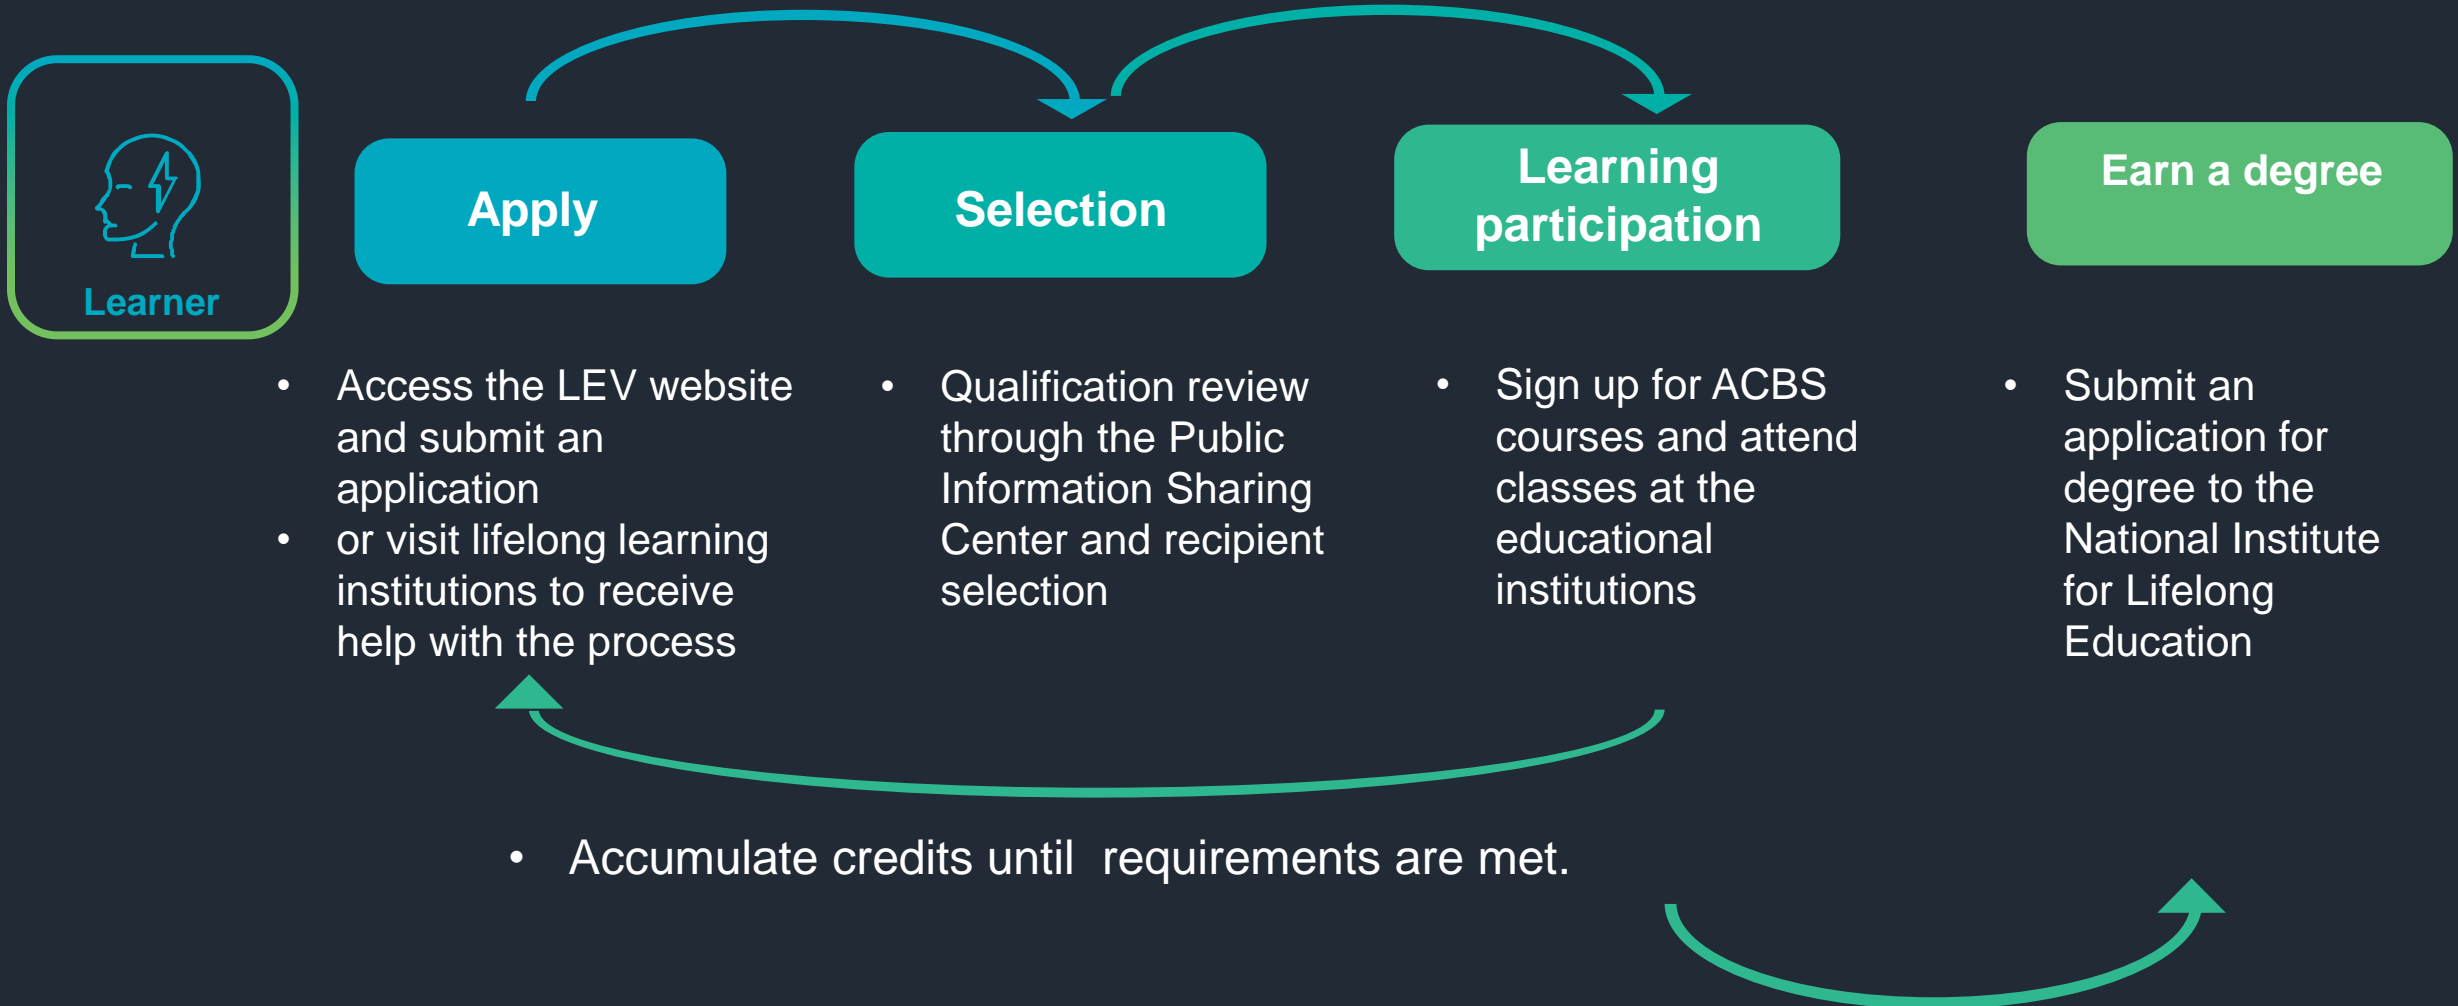 Learner
Apply
Selection
Learning
participation
Earn a degree
• Access the LEV website
and submit an
application
• or visit lifelong learning
institutions to receive
help with the process
• Qualification review
through the Public
Information Sharing
Center and recipient
selection
• Sign up for ACBS
courses and attend
classes at the
educational
institutions
• Submit an
application for
degree to the
National Institute
for Lifelong
Education
• Accumulate credits until  requirements are met.